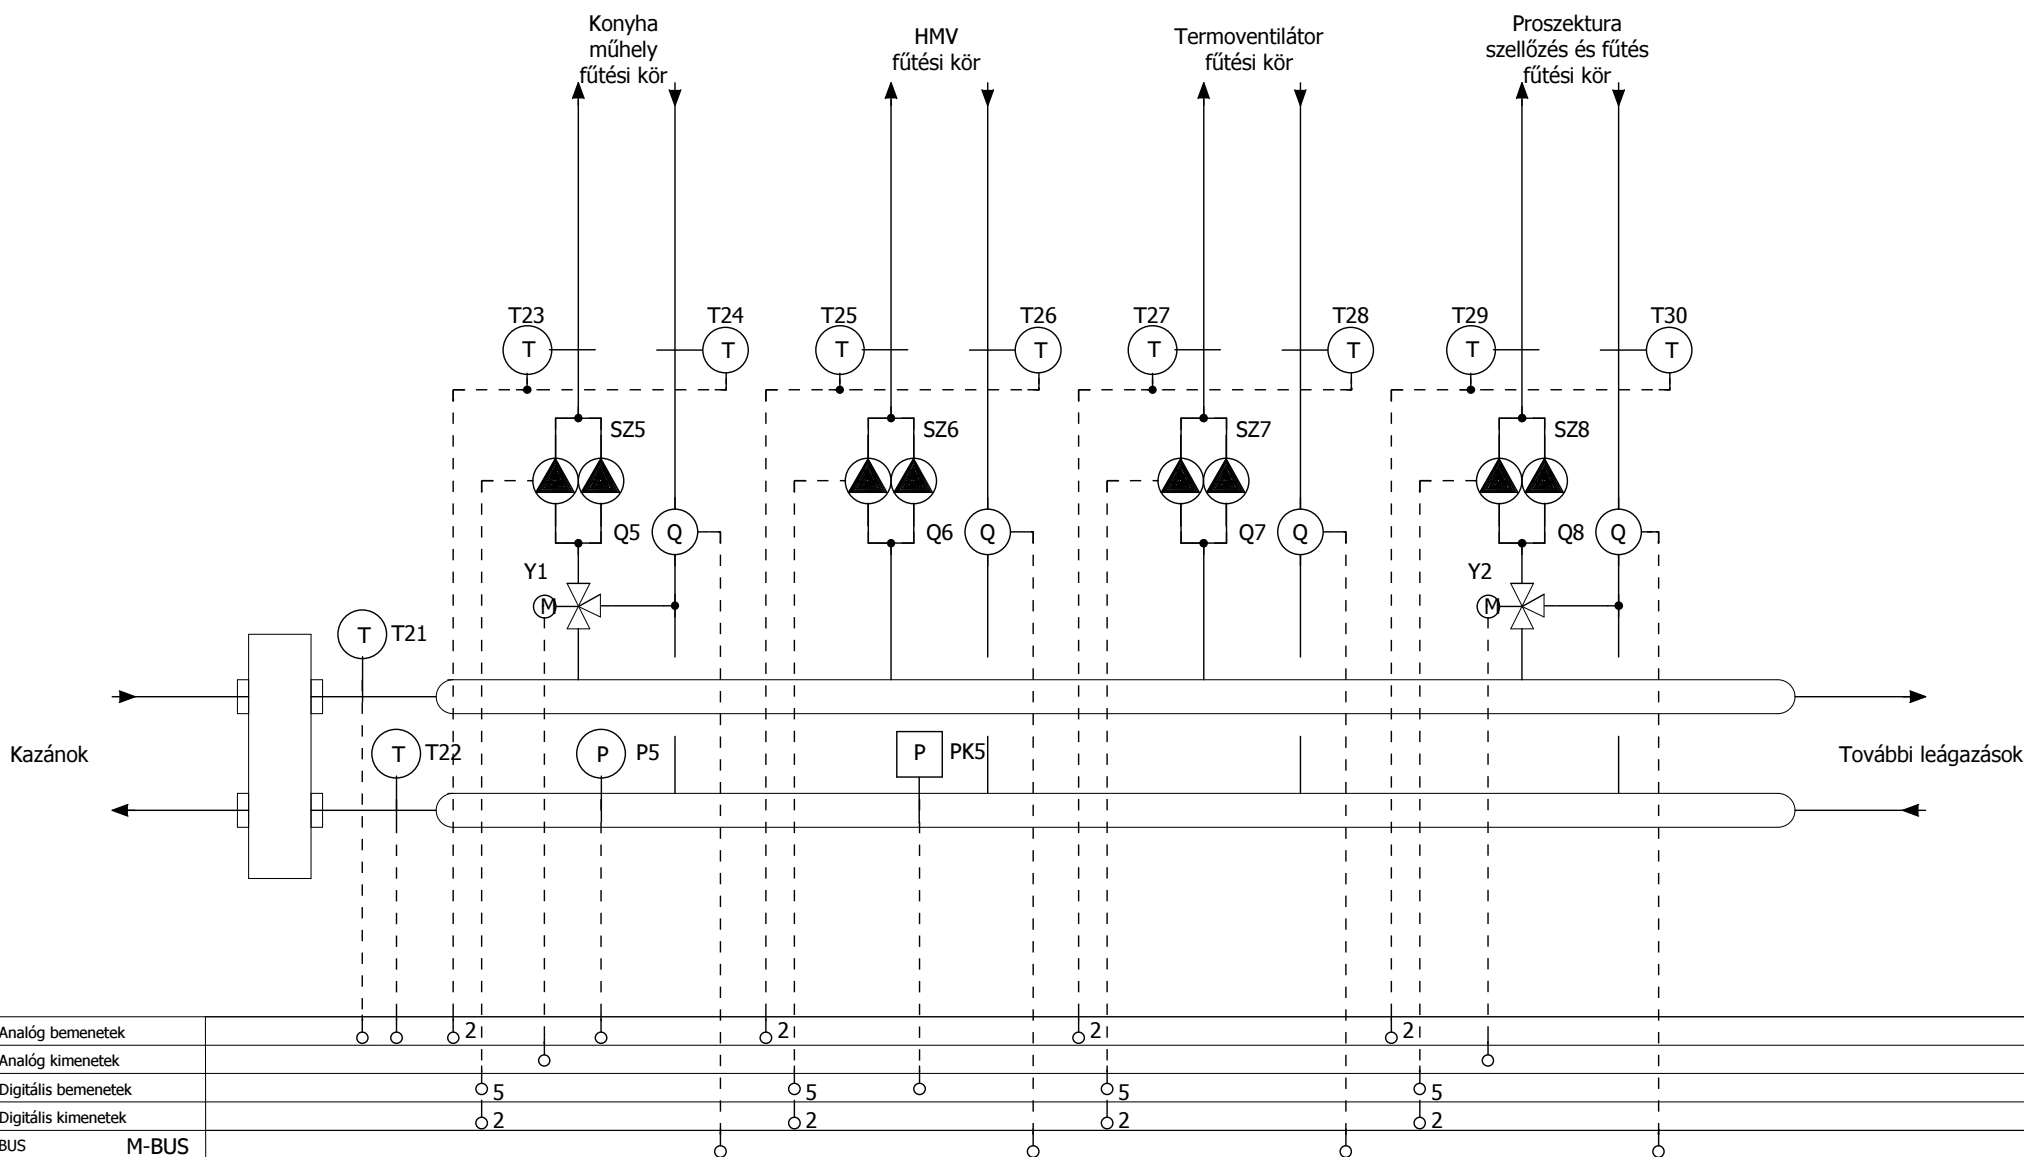 Konyha
műhely
fűtési kör
HMV
fűtési kör
Termoventilátor
fűtési kör
Proszektura
szellőzés és fűtés
fűtési kör
T23
T24
T25
T26
T27
T28
T29
T30
T
T
T
T
T
T
T
T
SZ5
SZ6
SZ7
SZ8
Q5
Q
Q6
Q
Q7
Q
Q8
Q
Y1
Y2
M
M
T
T21
Kazánok
T
T22
P
P5
P
PK5
További leágazások
Analóg bemenetek
2
2
2
2
Analóg kimenetek
Digitális bemenetek
5
5
5
5
Digitális kimenetek
2
2
2
2
BUS
M-BUS